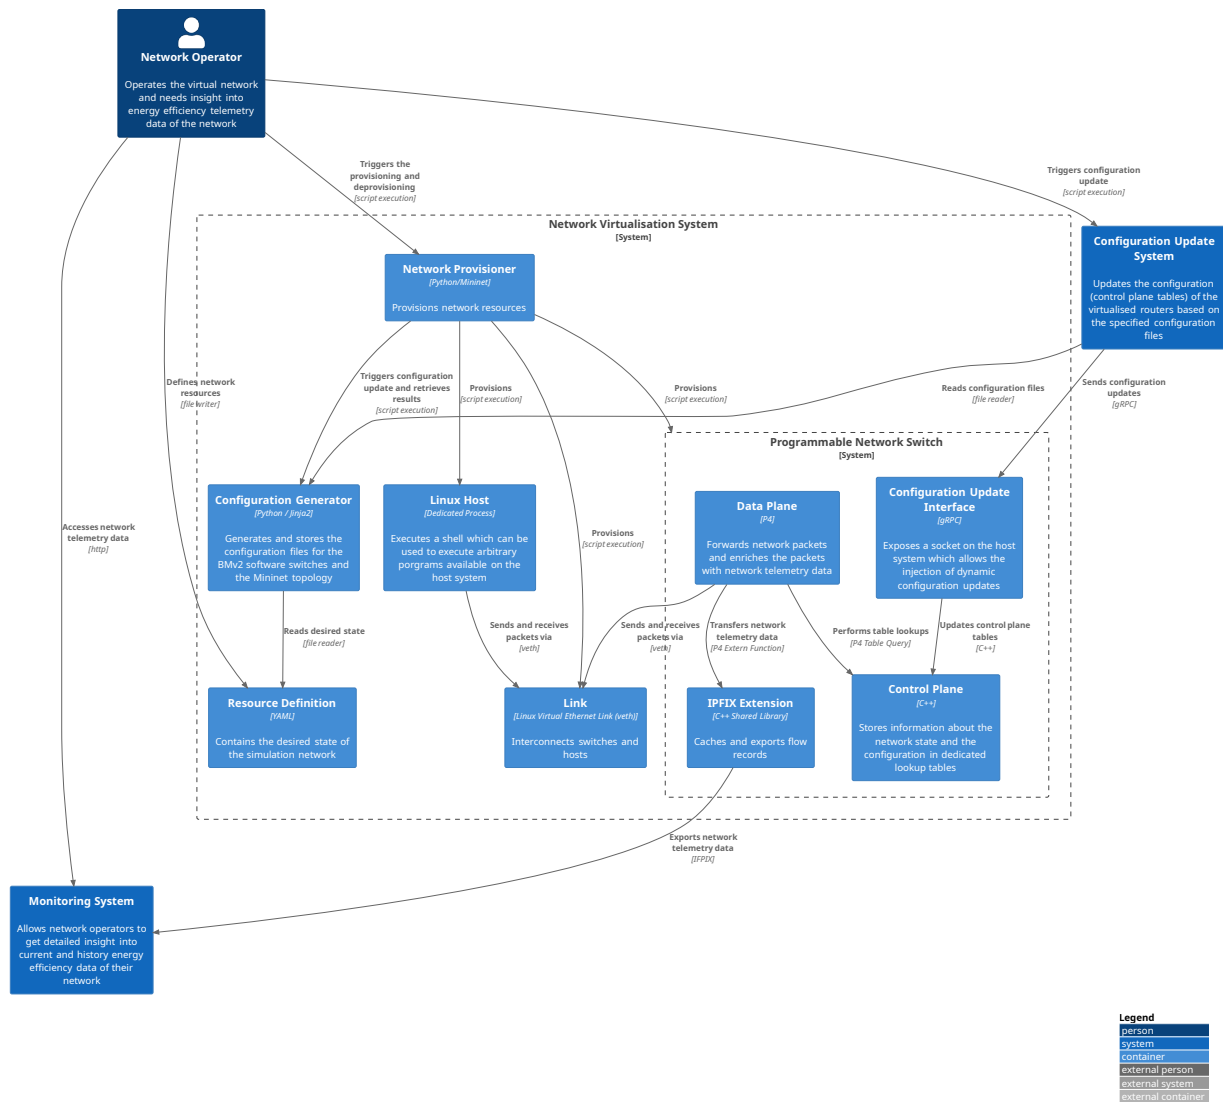 Network Operator
Operates the virtual network
and needs insight into
energy efficiency telemetry
data of the network
Triggers the
provisioning and
deprovisioning
[script execution]
Triggers configuration
update
[script execution]
Network Virtualisation System
[System]
Configuration Update
System
Updates the configuration
(control plane tables) of the
virtualised routers based on
the specified configuration
files
Network Provisioner
[Python/Mininet]
Provisions network resources
Defines network
resources
[file writer]
Triggers configuration
update and retrieves
results
[script execution]
Provisions
[script execution]
Provisions
[script execution]
Reads configuration files
[file reader]
Sends configuration
updates
[gRPC]
Programmable Network Switch
[System]
Configuration Generator
[Python / Jinja2]
Generates and stores the
configuration files for the
BMv2 software switches and
the Mininet topology
Linux Host
[Dedicated Process]
Executes a shell which can be
used to execute arbitrary
porgrams available on the
host system
Provisions
[script execution]
Data Plane
[P4]
Forwards network packets
and enriches the packets
with network telemetry data
Configuration Update
Interface
[gRPC]
Exposes a socket on the host
system which allows the
injection of dynamic
configuration updates
Accesses network
telemetry data
[http]
Reads desired state
[file reader]
Sends and receives
packets via
[veth]
Sends and receives
packets via
[veth]
Transfers network
telemetry data
[P4 Extern Function]
Performs table lookups
[P4 Table Query]
Updates control plane
tables
[C++]
Resource Definition
[YAML]
Contains the desired state of
the simulation network
Link
[Linux Virtual Ethernet Link (veth)]
Interconnects switches and
hosts
IPFIX Extension
[C++ Shared Library]
Caches and exports flow
records
Control Plane
[C++]
Stores information about the
network state and the
configuration in dedicated
lookup tables
Exports network
telemetry data
[IFPIX]
Monitoring System
Allows network operators to
get detailed insight into
current and history energy
efficiency data of their
network
Legend
person
system
container
external person
external system
external container